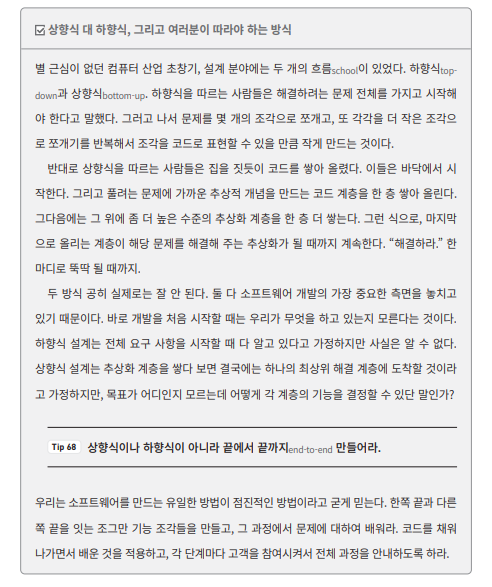 상향식 대 하향식, 그리고 여러분이 따라야 하는 방식
별 근심이 없던 컴퓨터 산업 초창기, 설계 분야에는 두 개의 흐름school이 있었다. 하향식top-
down과 상향식bottom-up. 하향식을 따르는 사람들은 해결하려는 문제 전체를 가지고 시작해
야 한다고 말했다. 그러고 나서 문제를 몇 개의 조각으로 쪼개고, 또 각각을 더 작은 조각으
로 쪼개기를 반복해서 조각을 코드로 표현할 수 있을 만큼 작게 만드는 것이다.
반대로 상향식을 따르는 사람들은 집을 짓듯이 코드를 쌓아 올렸다. 이들은 바닥에서 시
작한다. 그리고 풀려는 문제에 가까운 추상적 개념을 만드는 코드 계층을 한 층 쌓아 올린다.
그다음에는 그 위에 좀 더 높은 수준의 추상화 계층을 한 층 더 쌓는다. 그런 식으로, 마지막
으로 올리는 계층이 해당 문제를 해결해 주는 추상화가 될 때까지 계속한다. “해결하라.” 한
마디로 뚝딱 될 때까지.
두 방식 공히 실제로는 잘 안 된다. 둘 다 소프트웨어 개발의 가장 중요한 측면을 놓치고
있기 때문이다. 바로 개발을 처음 시작할 때는 우리가 무엇을 하고 있는지 모른다는 것이다.
하향식 설계는 전체 요구 사항을 시작할 때 다 알고 있다고 가정하지만 사실은 알 수 없다.
상향식 설계는 추상화 계층을 쌓다 보면 결국에는 하나의 최상위 해결 계층에 도착할 것이라
고 가정하지만, 목표가 어디인지 모르는데 어떻게 각 계층의 기능을 결정할 수 있단 말인가?
Tip 68 상향식이나 하향식이 아니라 끝에서 끝까지end-to-end 만들어라.
우리는 소프트웨어를 만드는 유일한 방법이 점진적인 방법이라고 굳게 믿는다. 한쪽 끝과 다른
쪽 끝을 잇는 조그만 기능 조각들을 만들고, 그 과정에서 문제에 대하여 배워라. 코드를 채워
나가면서 배운 것을 적용하고, 각 단계마다 고객을 참여시켜서 전체 과정을 안내하도록 하라.